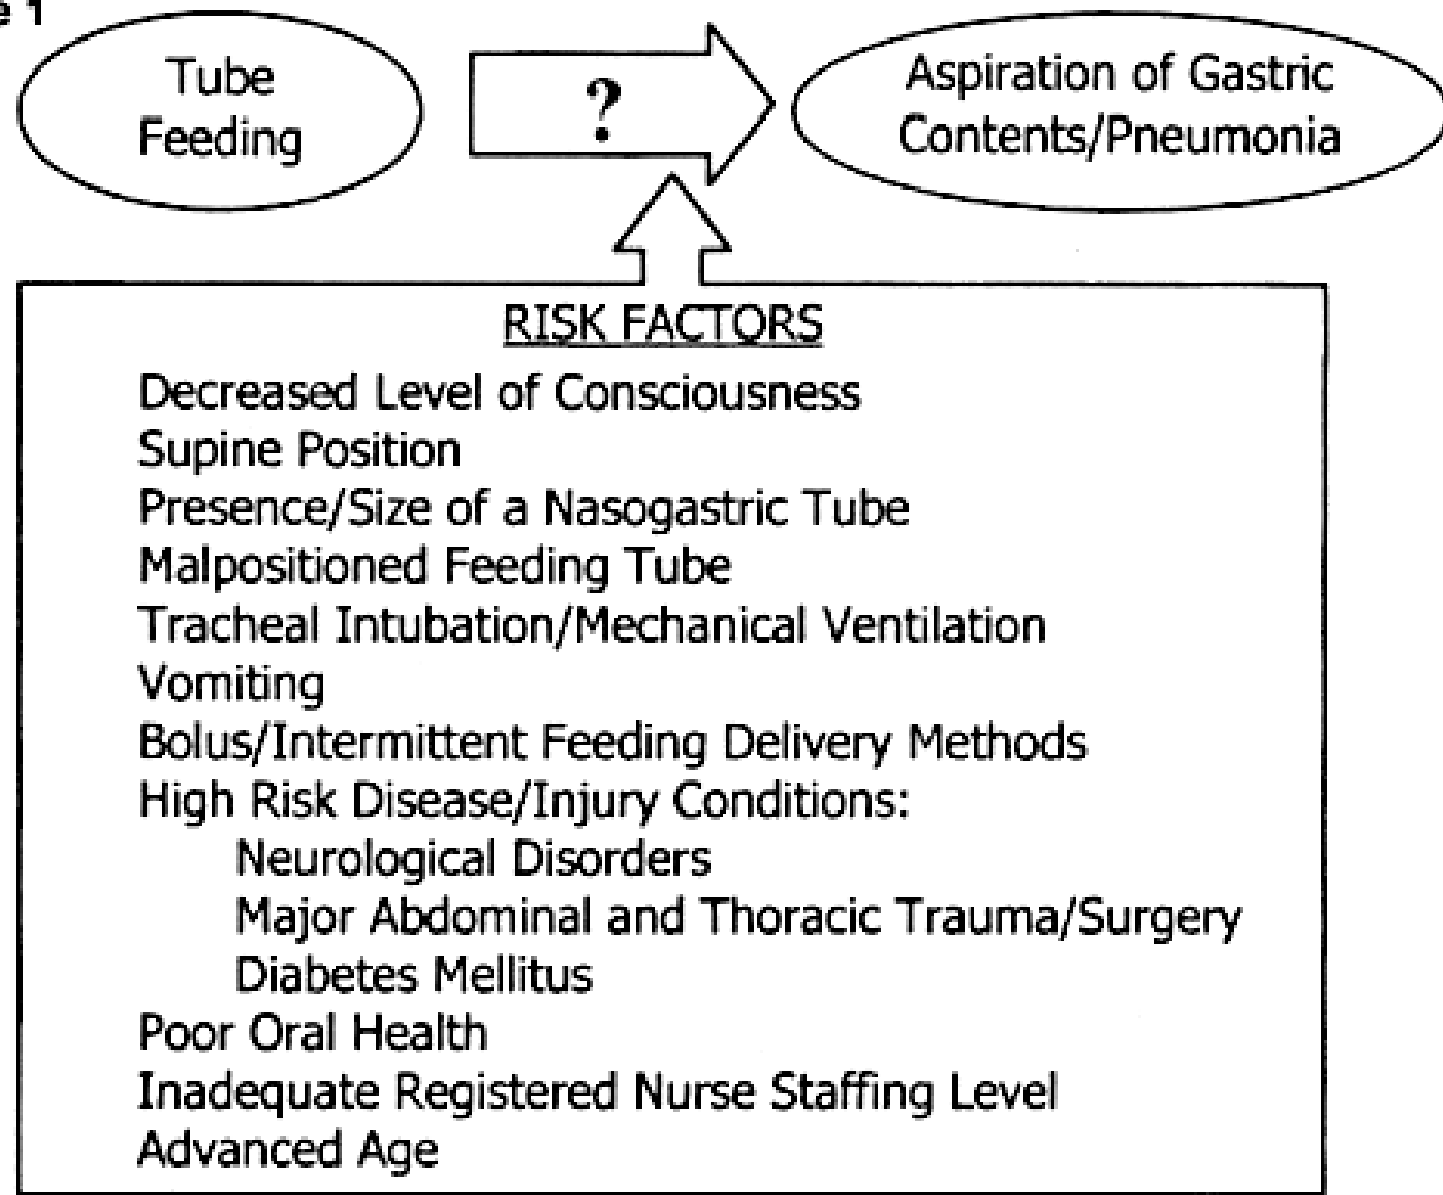 e 1
Tube
Feeding
?
Aspiration of Gastric
Contents/Pneumonia
RISK FACTORS
Decreased Level of Consciousness
Supine Position
Presence/Size of a Nasogastric Tube
Malpositioned Feeding Tube
Tracheal Intubation/Mechanical Ventilation
Vomiting
Bolus/Intermittent Feeding Delivery Methods
High Risk Disease/Injury Conditions:
Neurological Disorders
Major Abdominal and Thoracic Trauma/Surgery
Diabetes Mellitus
Poor Oral Health
Inadequate Registered Nurse Staffing Level
Advanced Age